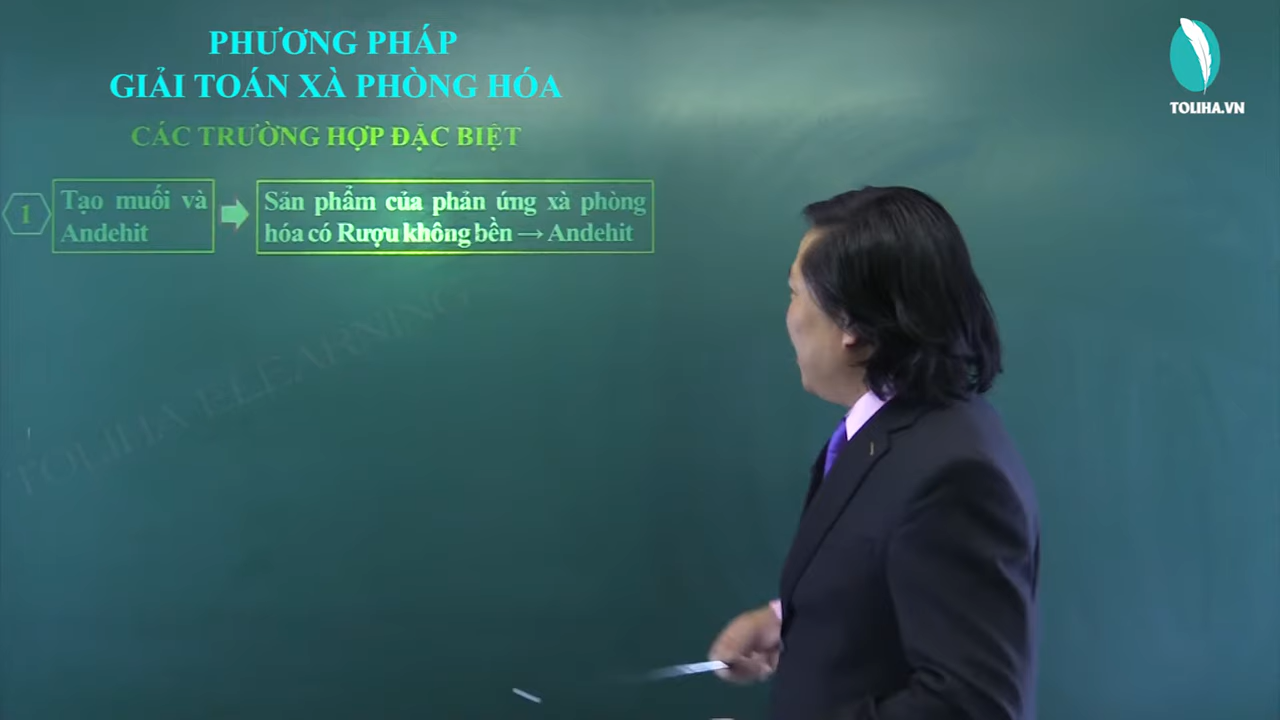 PHƯƠNG PHÁP
GIẢI TOÁN XÀ PHÒNG HÓA
CÁC TRƯỜNG HỢP ĐẶC BIỆT
1
Tạo muối và
Andehit
Sản phẩm của phản ứng xà phòng
hóa có Rượu không bền → Andehit
TOLIHA.VN
TOLIHA ELEARNING